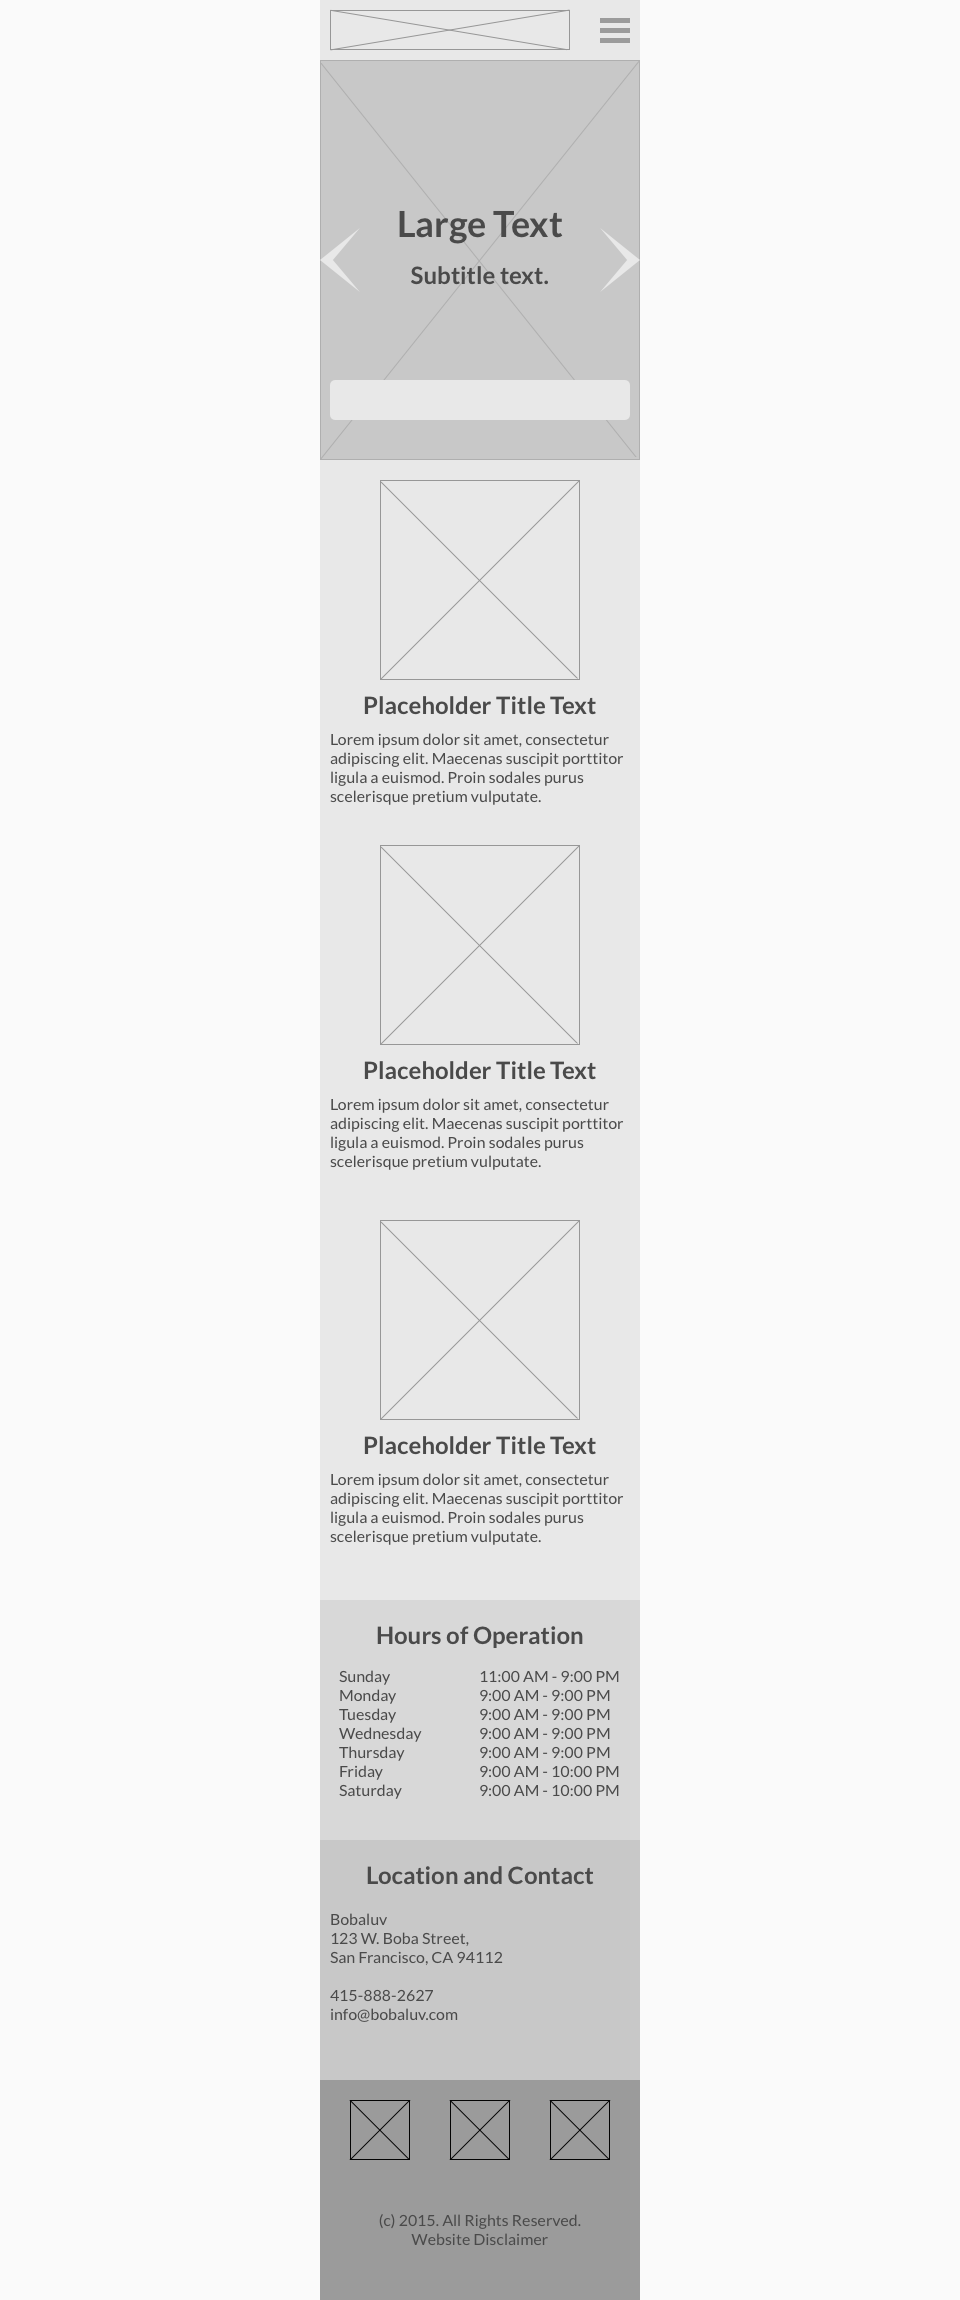 Large Text
Subtitle text.
Placeholder Title Text
Lorem ipsum dolor sit amet, consectetur
adipiscing elit. Maecenas suscipit porttitor
ligula a euismod. Proin sodales purus
scelerisque pretium vulputate.
Placeholder Title Text
Lorem ipsum dolor sit amet, consectetur
adipiscing elit. Maecenas suscipit porttitor
ligula a euismod. Proin sodales purus
scelerisque pretium vulputate.
Placeholder Title Text
Lorem ipsum dolor sit amet, consectetur
adipiscing elit. Maecenas suscipit porttitor
ligula a euismod. Proin sodales purus
scelerisque pretium vulputate.
Hours of Operation
Sunday 11:00 AM - 9:00 PM
Monday 9:00 AM - 9:00 PM
Tuesday 9:00 AM - 9:00 PM
Wednesday 9:00 AM - 9:00 PM
Thursday 9:00 AM - 9:00 PM
Friday 9:00 AM - 10:00 PM
Saturday 9:00 AM - 10:00 PM
Location and Contact
Bobaluv
123 W. Boba Street,
San Francisco, CA 94112
415-888-2627
info@bobaluv.com
(c) 2015. All Rights Reserved.
Website Disclaimer